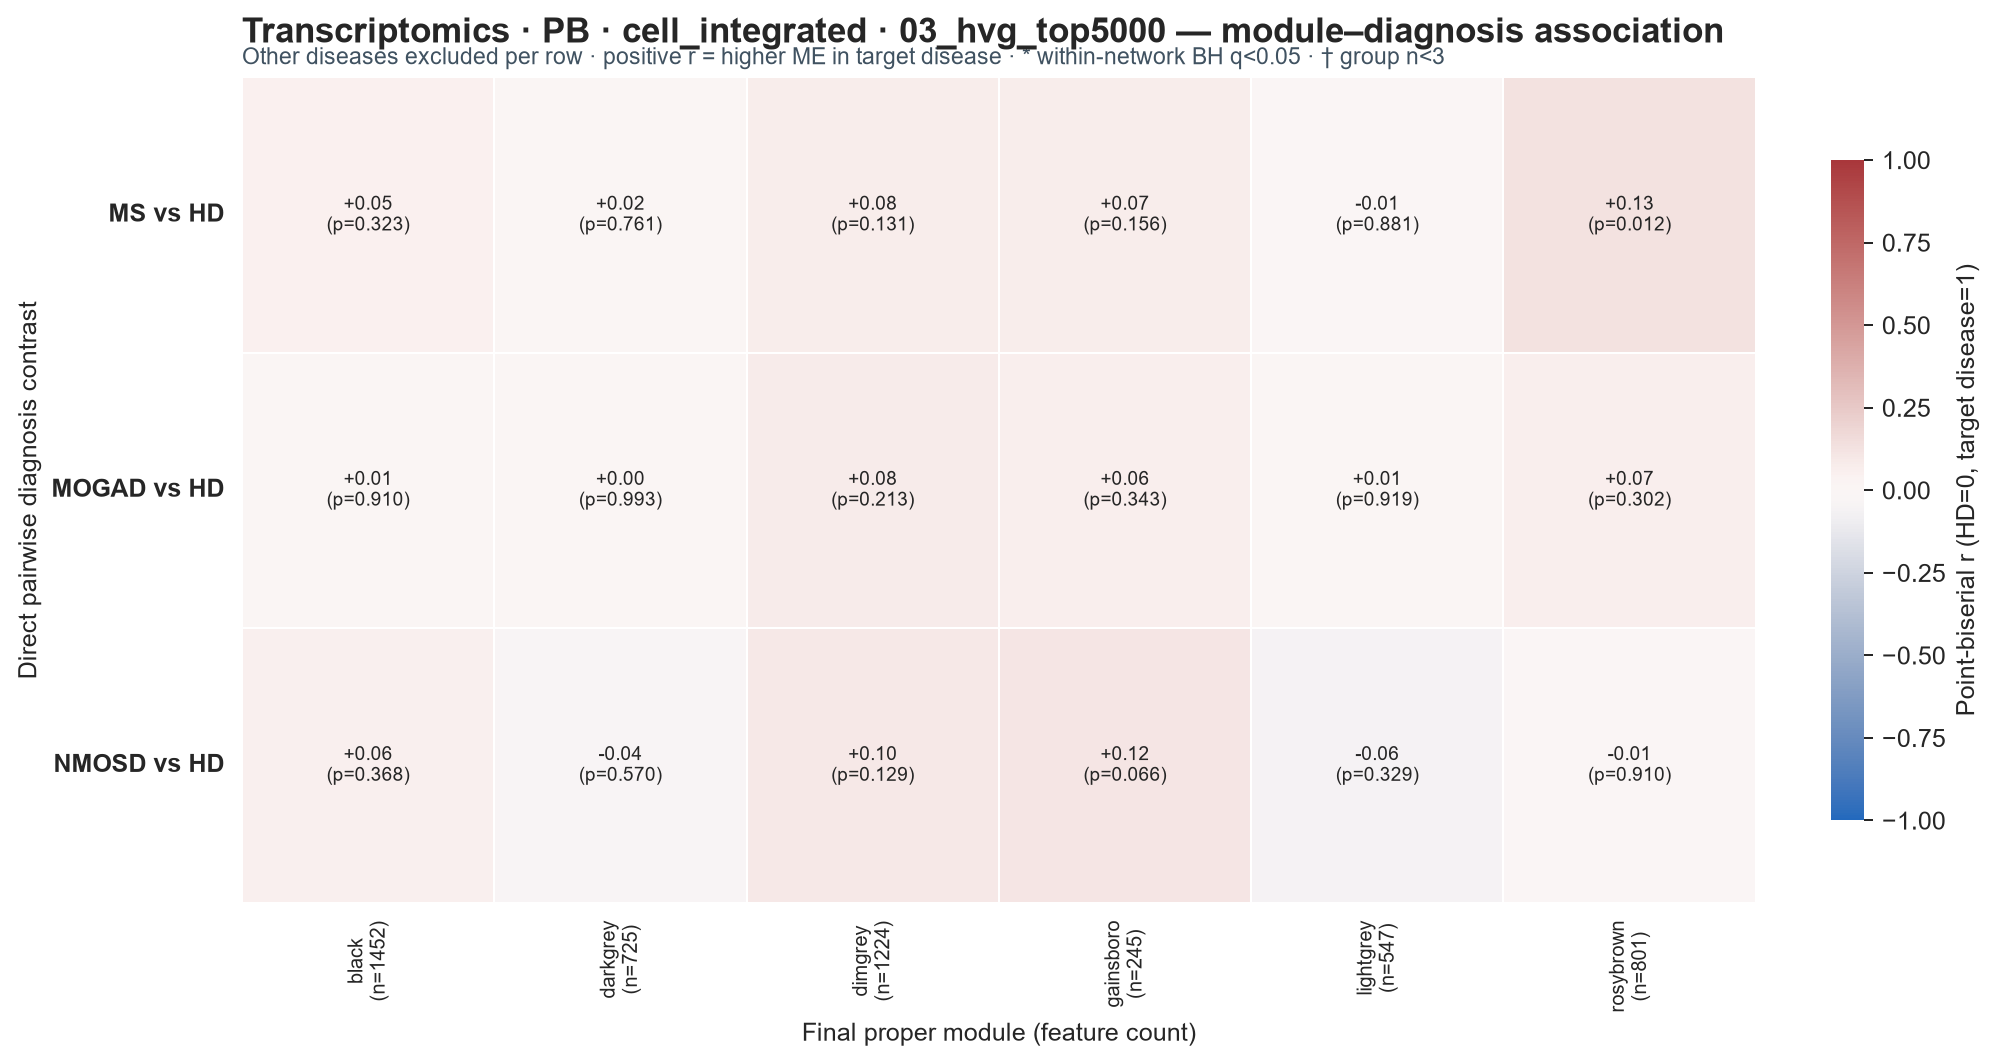 Transcriptomics · PB · cell_integrated · 03_hvg_top5000 — module–diagnosis association
Other diseases excluded per row · positive r = higher ME in target disease · * within-network BH q<0.05 · † group n<3
Direct pairwise diagnosis contrast
MS vs HD
+0.05
(p=0.323)
+0.02
(p=0.761)
+0.08
(p=0.131)
+0.07
(p=0.156)
-0.01
(p=0.881)
+0.13
(p=0.012)
MOGAD vs HD
+0.01
(p=0.910)
+0.00
(p=0.993)
+0.08
(p=0.213)
+0.06
(p=0.343)
+0.01
(p=0.919)
+0.07
(p=0.302)
NMOSD vs HD
+0.06
(p=0.368)
-0.04
(p=0.570)
+0.10
(p=0.129)
+0.12
(p=0.066)
-0.06
(p=0.329)
-0.01
(p=0.910)
black
(n=1452)
darkgrey
(n=725)
dimgrey
(n=1224)
gainsboro
(n=245)
lightgrey
(n=547)
rosybrown
(n=801)
Final proper module (feature count)
1.00
0.75
0.50
0.25
0.00
−0.25
−0.50
−0.75
−1.00
Point-biserial r (HD=0, target disease=1)